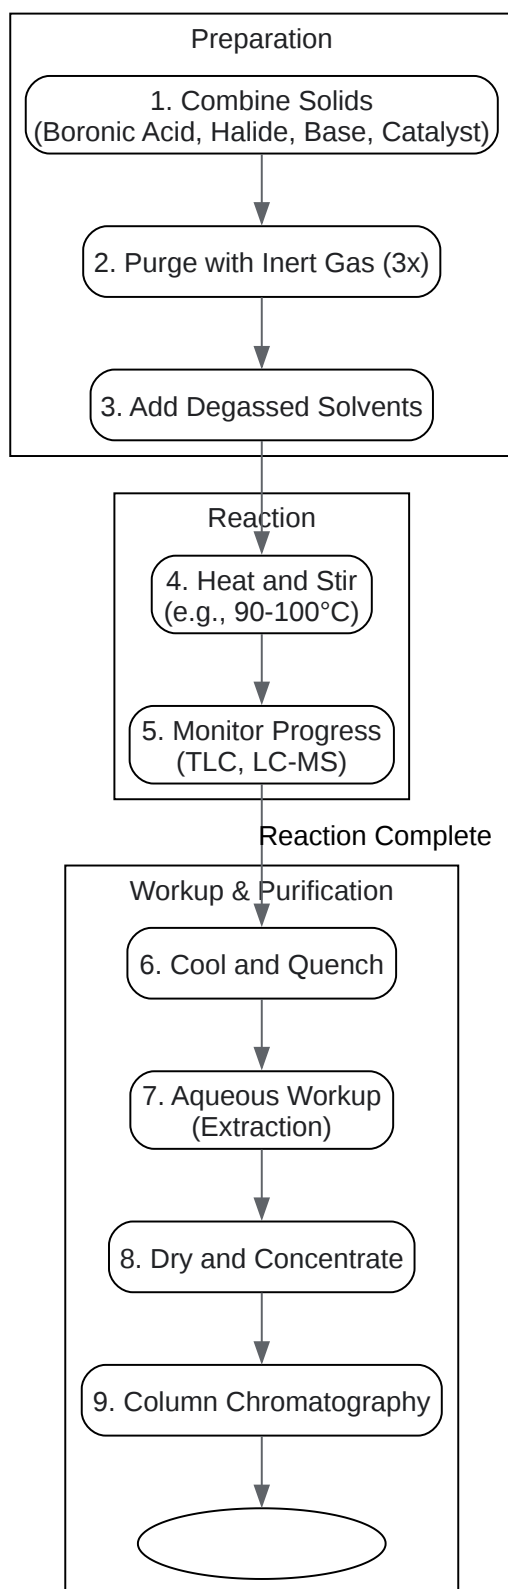 Preparation
1. Combine Solids
(Boronic Acid, Halide, Base, Catalyst)
2. Purge with Inert Gas (3x)
3. Add Degassed Solvents
Reaction
4. Heat and Stir
(e.g., 90-100°C)
5. Monitor Progress
(TLC, LC-MS)
Reaction Complete
Workup & Purification
6. Cool and Quench
7. Aqueous Workup
(Extraction)
8. Dry and Concentrate
9. Column Chromatography